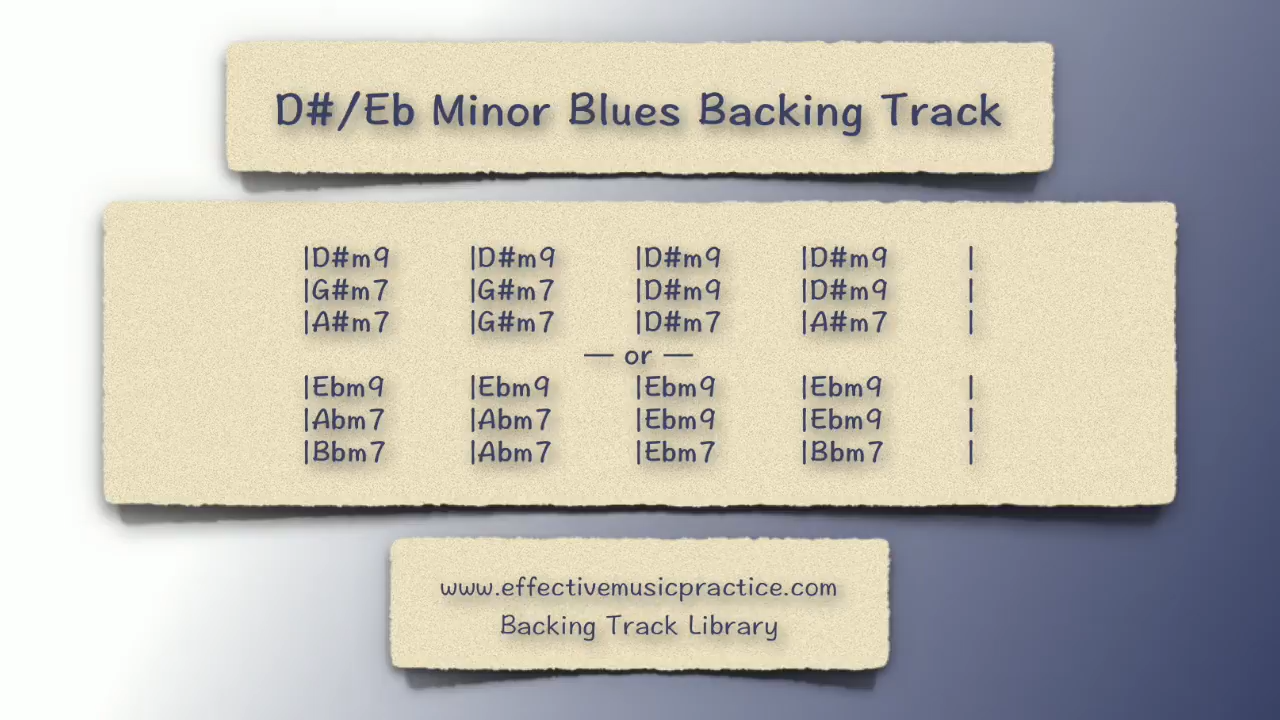 D#/Eb Minor Blues Backing Track
|D#m9 |D#m9 |D#m9 |D#m9 |
|G#m7 |G#m7 |D#m9 |D#m9 |
|A#m7 |G#m7 |D#m7 |A#m7 |
— or —
|Ebm9 |Ebm9 |Ebm9 |Ebm9 |
|Abm7 |Abm7 |Ebm9 |Ebm9 |
|Bbm7 |Abm7 |Ebm7 |Bbm7 |
www.effectivemusicpractice.com
Backing Track Library